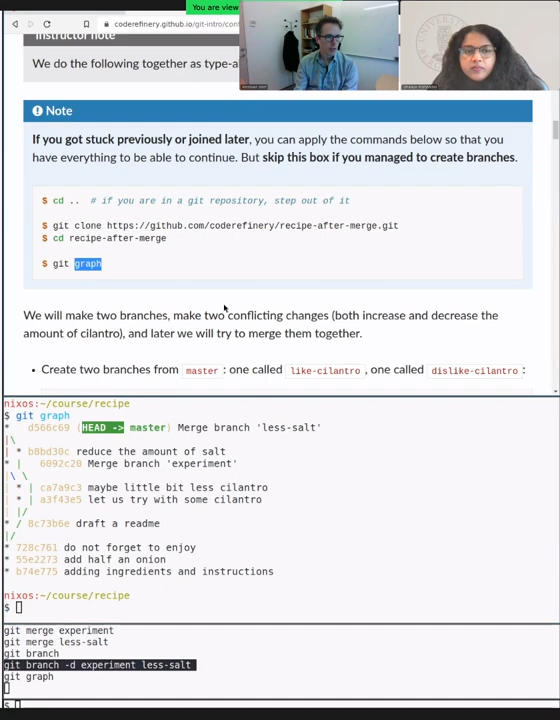 You are view
coderefinery.github.io/git-intro/con
Instructor note
We do the following together as type-a
Note
If you got stuck previously or joined later, you can apply the commands below so that you
have everything to be able to continue. But skip this box if you managed to create branches.
$ cd .. # if you are in a git repository, step out of it
$ git clone https://github.com/coderefinery/recipe-after-merge.git
$ cd recipe-after-merge
$ git graph
We will make two branches, make two conflicting changes (both increase and decrease the
amount of cilantro), and later we will try to merge them together.
• Create two branches from master : one called like-cilantro , one called dislike-cilantro :
nixos:~/course/recipe
$ git graph
* d566c69 (HEAD -> master) Merge branch 'less-salt'
|\
| * b8bd30c reduce the amount of salt
* | 6092c20 Merge branch 'experiment'
|\ \
| * | ca7a9c3 maybe little bit less cilantro
| * | a3f43e5 let us try with some cilantro
| |/
* / 8c73b6e draft a readme
|/
* 728c761 do not forget to enjoy
* 55e2273 add half an onion
* b74e775 adding ingredients and instructions
nixos:~/course/recipe
$
git merge experiment
git merge less-salt
git branch
git branch -d experiment less-salt
git graph
$